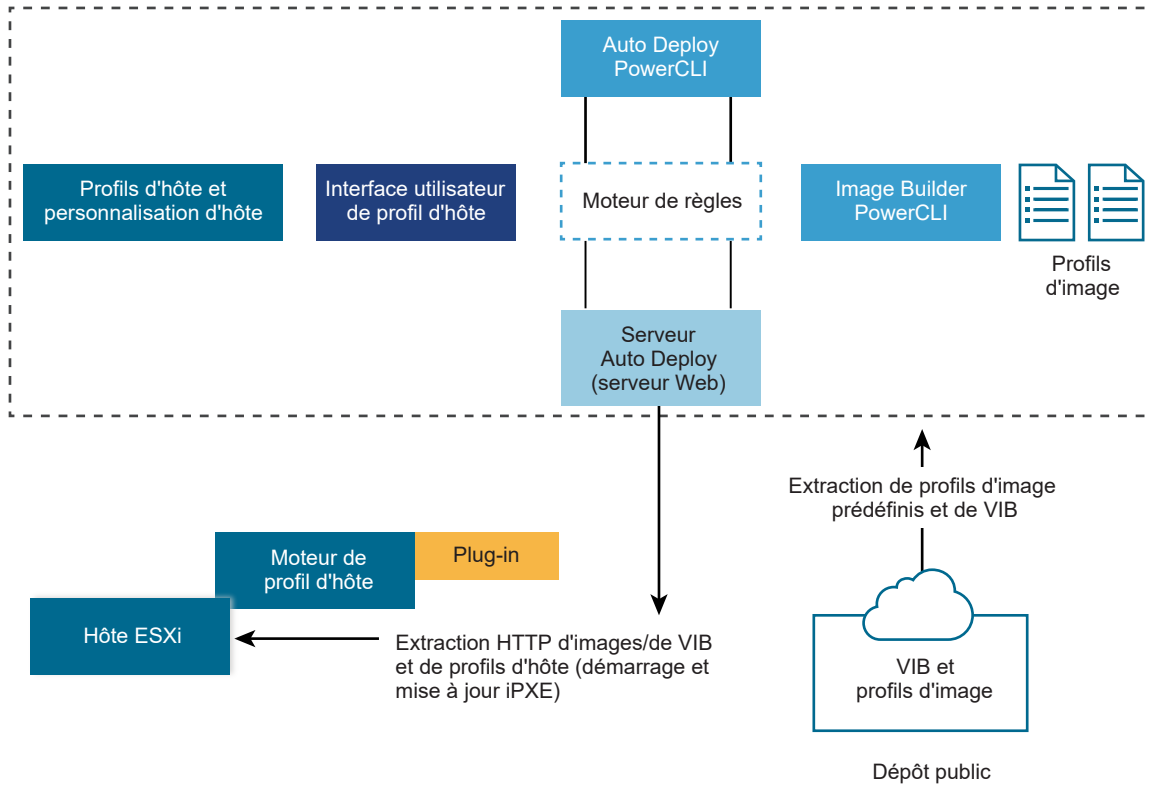 Auto Deploy
PowerCLI
Profils d'hôte et
personnalisation d'hôte
Interface utilisateur
de profil d'hôte
Moteur de règles
Image Builder
PowerCLI
Profils
d'image
Serveur
Auto Deploy
(serveur Web)
Extraction de profils d'image
prédéfinis et de VIB
Moteur de
profil d'hôte
Plug-in
Hôte ESXi
Extraction HTTP d'images/de VIB
et de profils d'hôte (démarrage et
mise à jour iPXE)
VIB et
profils d'image
Dépôt public